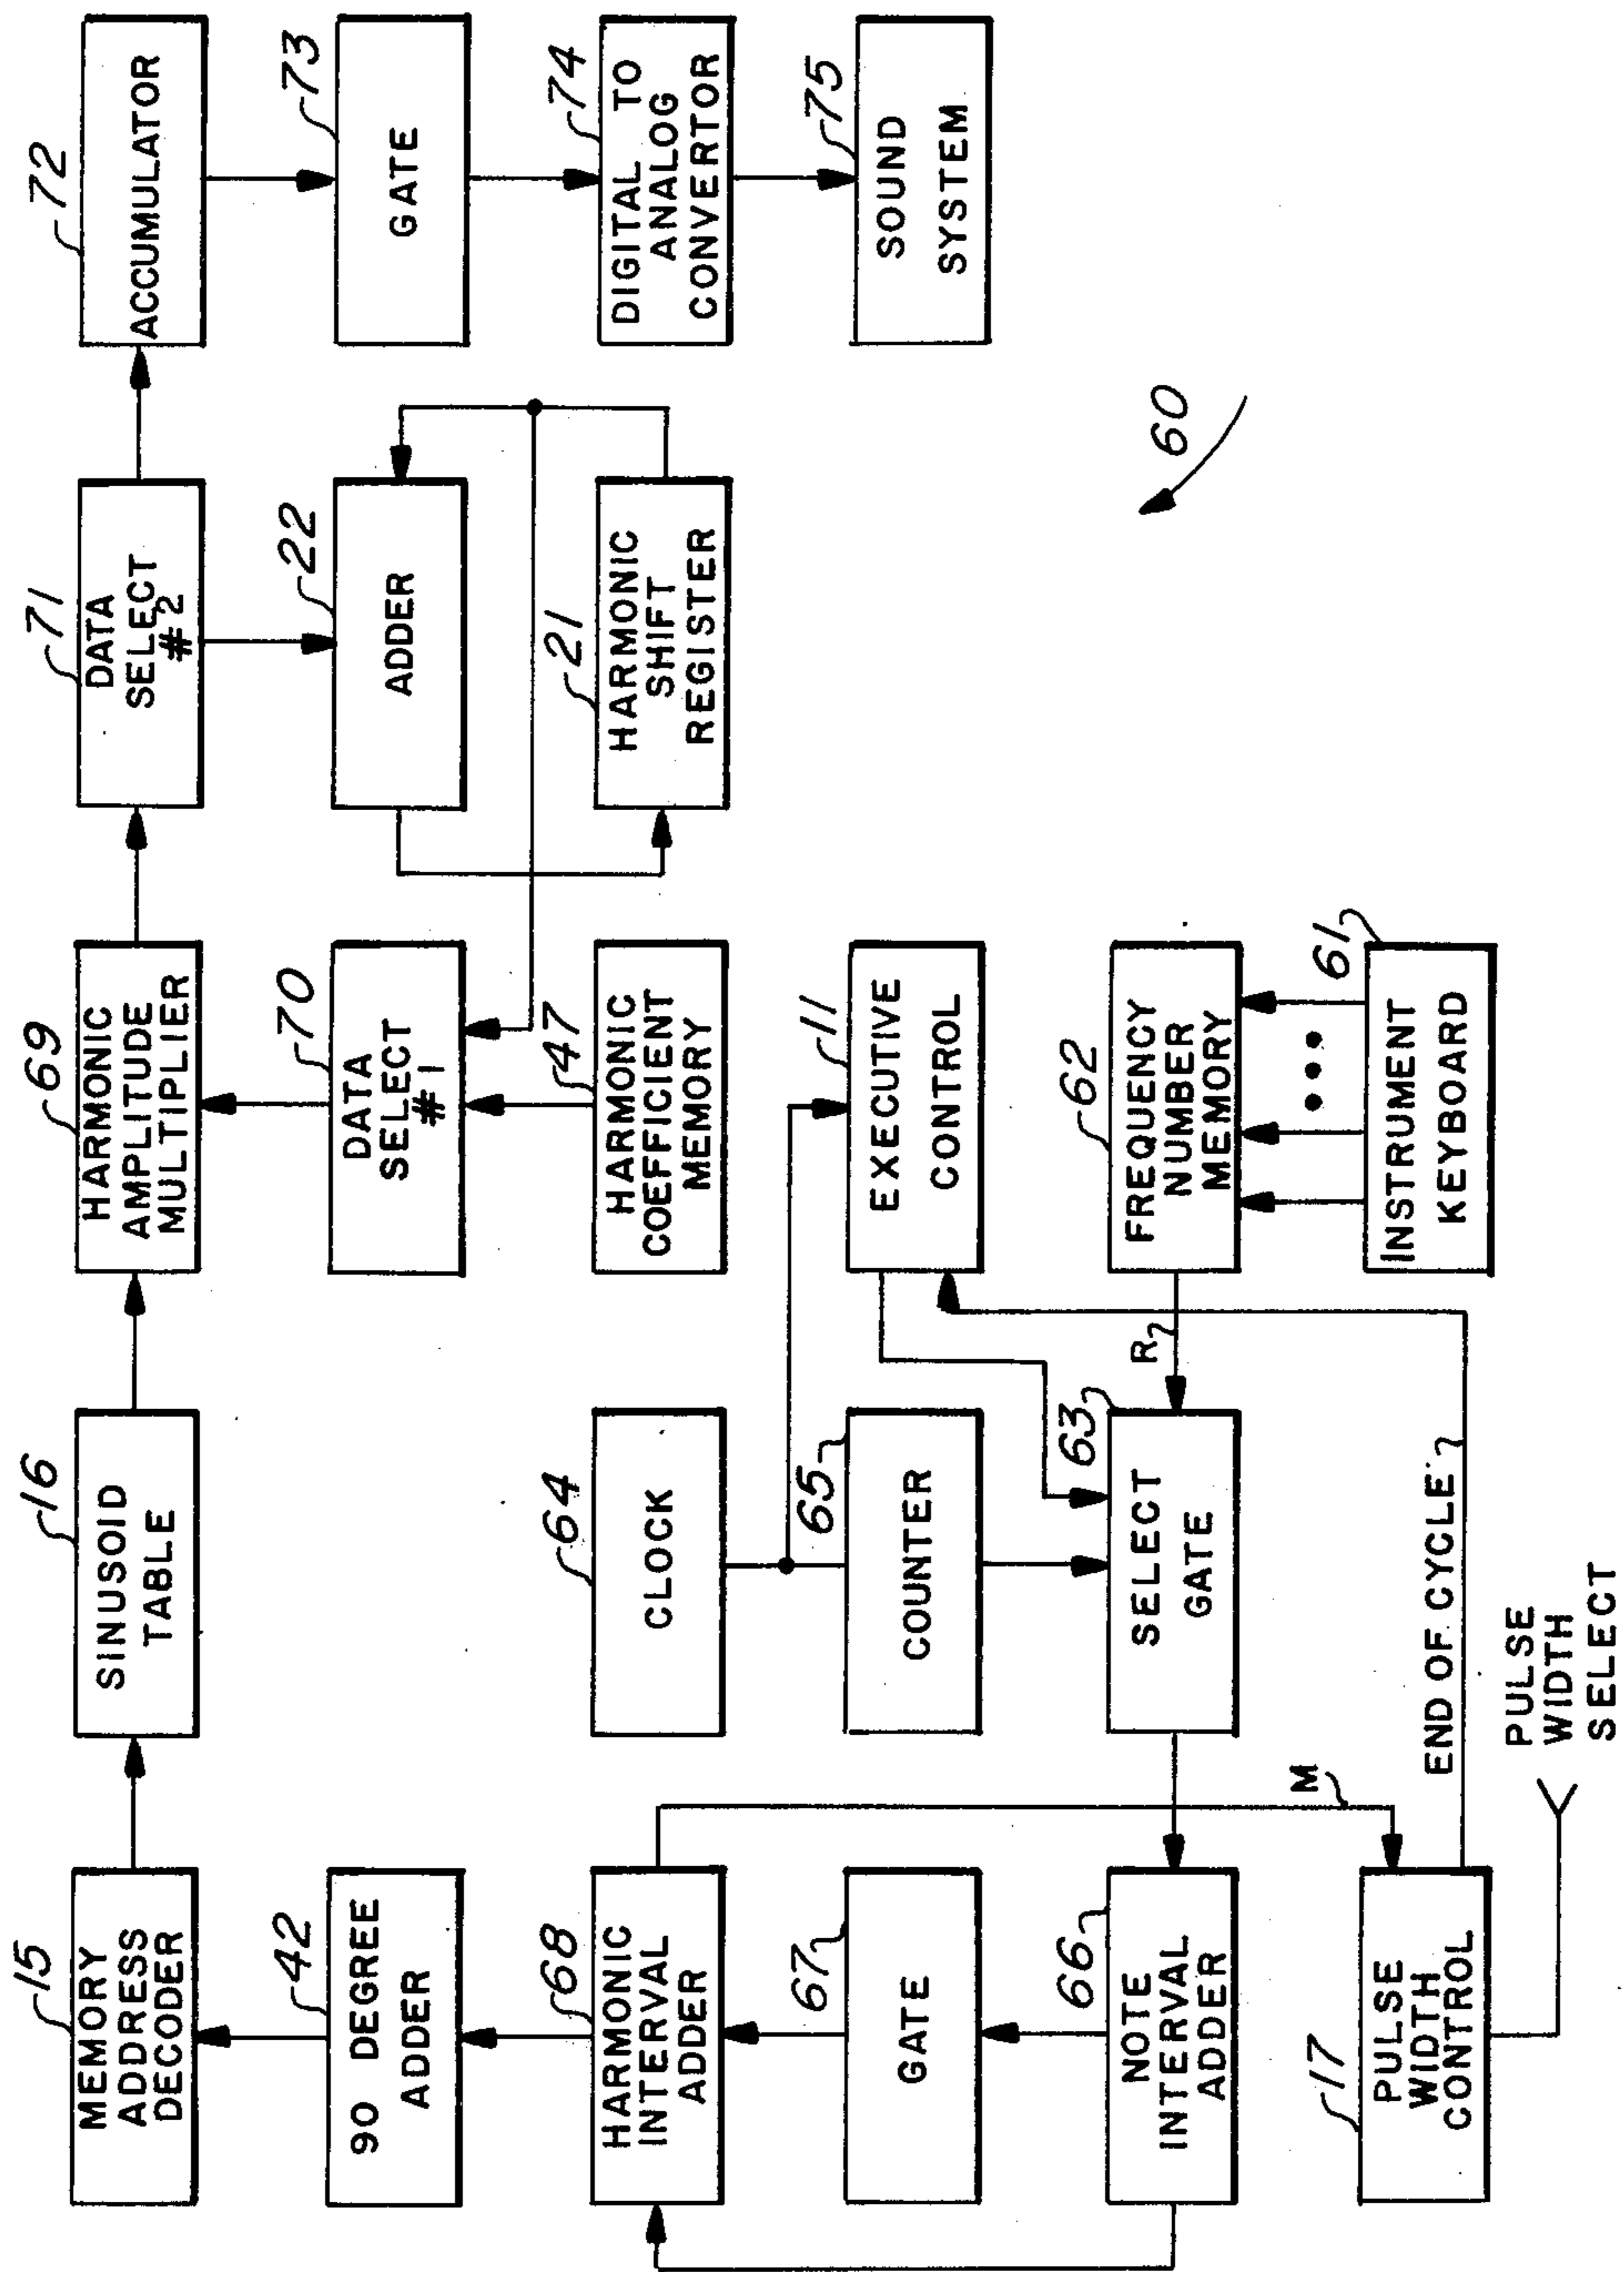 15
MEMORY
ADDRESS
DECODER
16
SINUSOID
TABLE
69
HARMONIC
AMPLITUDE
MULTIPLIER
71
DATA
SELECT
#2
72
ACCUMULATOR
42
90 DEGREE
ADDER
70
DATA
SELECT
#1
22
ADDER
73
GATE
68
HARMONIC
INTERVAL
ADDER
64
CLOCK
47
HARMONIC
COEFFICIENT
MEMORY
21
HARMONIC
SHIFT
REGISTER
74
DIGITAL TO
ANALOG
CONVERTOR
67
GATE
65
COUNTER
11
EXECUTIVE
CONTROL
75
SOUND
SYSTEM
66
NOTE
INTERVAL
ADDER
63
SELECT
GATE
R
62
FREQUENCY
NUMBER
MEMORY
60
M
17
PULSE
WIDTH
CONTROL
END OF CYCLE
61
INSTRUMENT
KEYBOARD
PULSE
WIDTH
SELECT